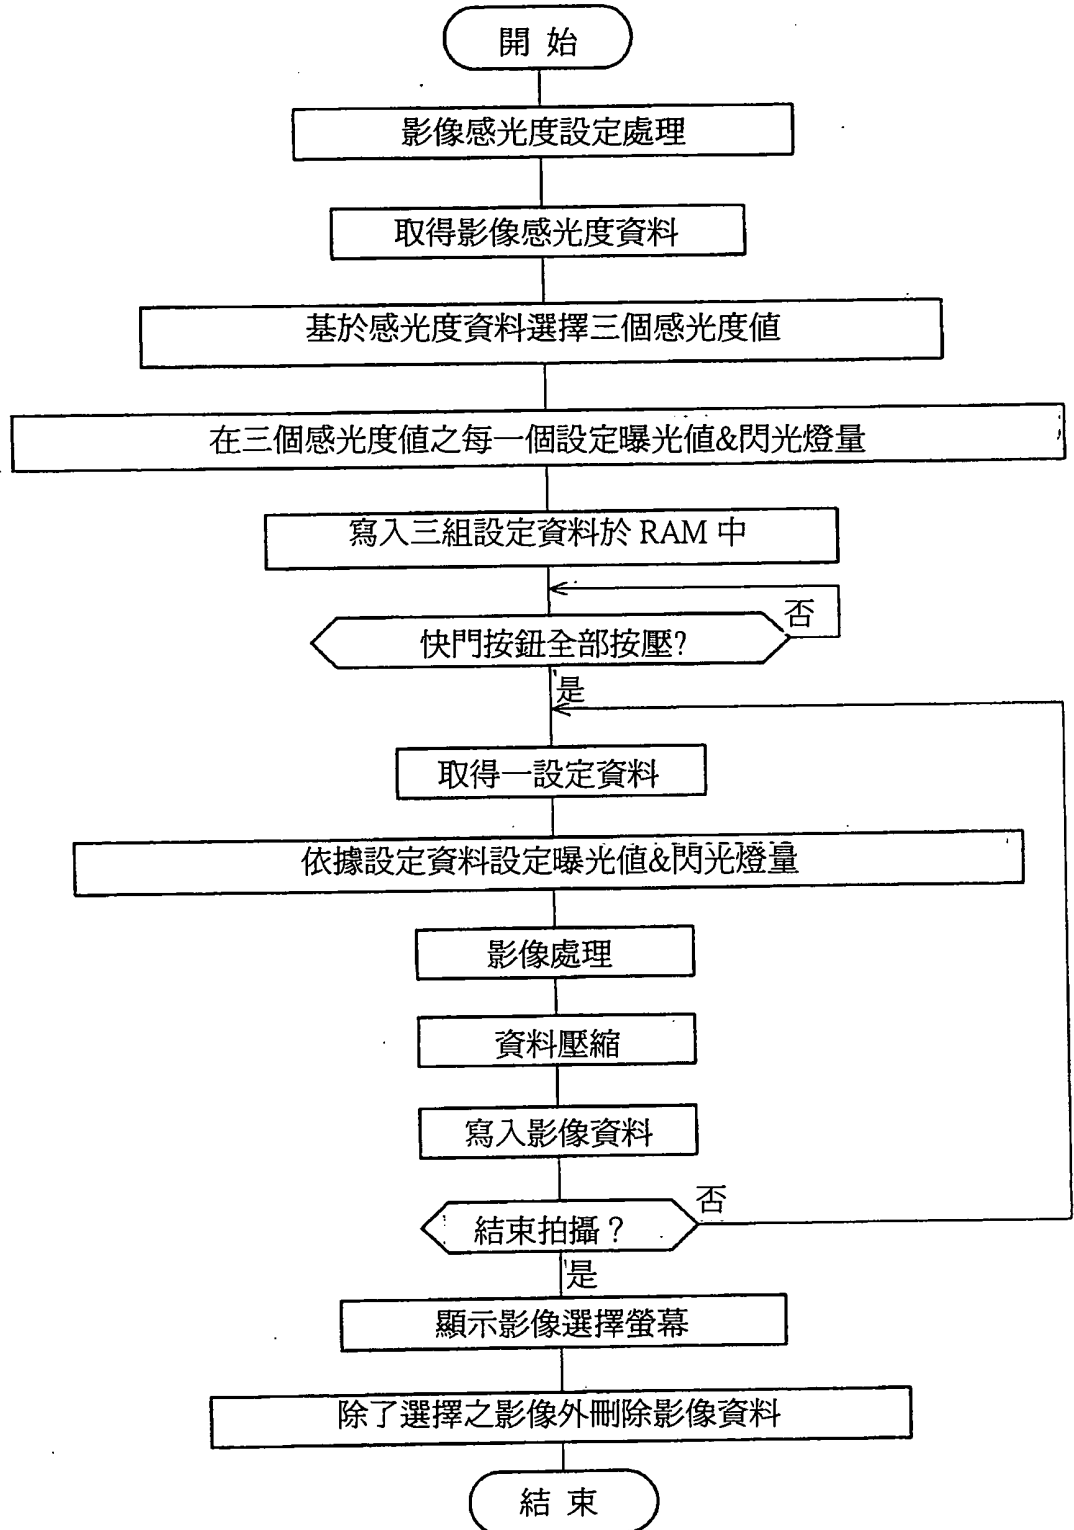 開 始
影像感光度設定處理
取得影像感光度資料
基於感光度資料選擇三個感光度值
在三個感光度值之每一個設定曝光值&閃光燈量
寫入三組設定資料於 RAM 中
否
快門按鈕全部按壓?
是
取得一設定資料
依據設定資料設定曝光值&閃光燈量
影像處理
資料壓縮
寫入影像資料
否
結束拍攝？
是
顯示影像選擇螢幕
除了選擇之影像外刪除影像資料
結 束